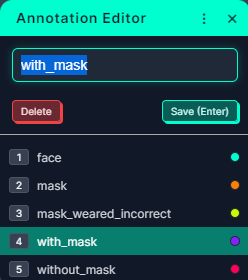 Annotation Editor
with_mask
Delete Save (Enter)
1 face
2 mask
3 mask_weared_incorrect
4 with_mask
5 without_mask